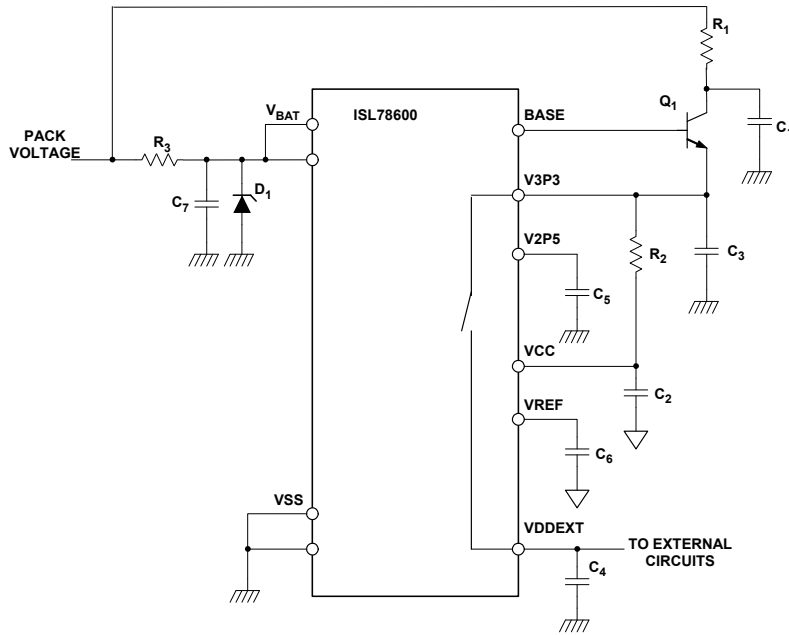 R1
Q1
C
VBAT
ISL78600
BASE
PACK
VOLTAGE
R3
V3P3
D1
C7
V2P5
R2
C3
C5
VCC
C2
VREF
C6
VSS
VDDEXT
TO EXTERNAL
CIRCUITS
C4